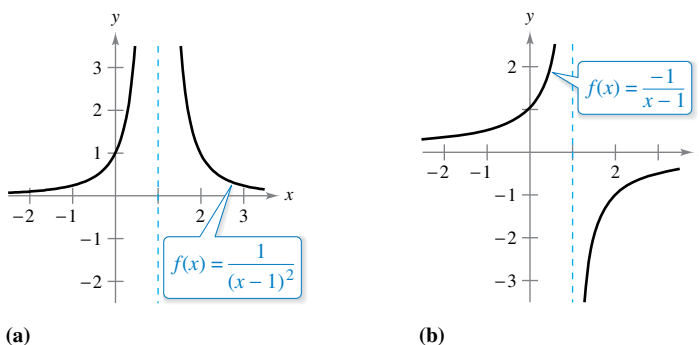 y
3
2
1
−2 −1 2 3 x
−1
−2
f(x) = 1/(x − 1)²
(a)
y
2
f(x) = −1/(x − 1)
−2 −1 2
−1
−2
−3
(b)